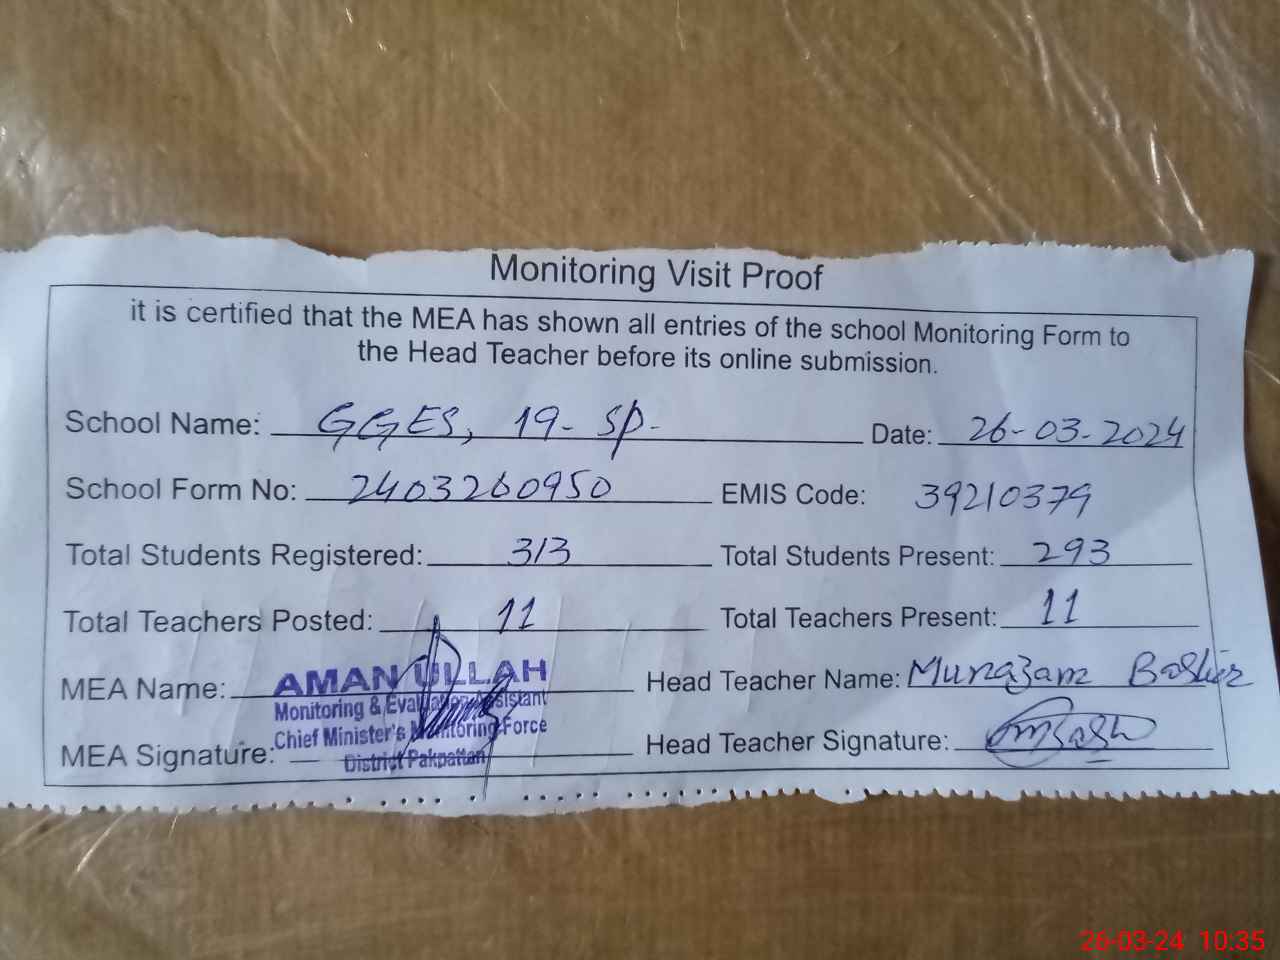 Monitoring Visit Proof
it is certified that the MEA has shown all entries of the school Monitoring Form to
the Head Teacher before its online submission.
School Name: GGES, 19- SP- Date: 26-03-2024
School Form No: 2403260950 EMIS Code: 39210379
Total Students Registered: 313 Total Students Present: 293
Total Teachers Posted: 11 Total Teachers Present: 11
MEA Name: AMAN ULLAH Head Teacher Name: Munazam Bashir
Monitoring & Evaluation Assistant
Chief Minister's Monitoring Force
MEA Signature: District Pakpattan Head Teacher Signature:
26-03-24 10:35